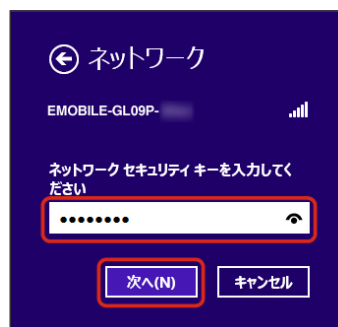 ネットワーク
EMOBILE-GL09P-
ネットワーク セキュリティ キーを入力してく
ださい
••••••••
次へ(N) キャンセル